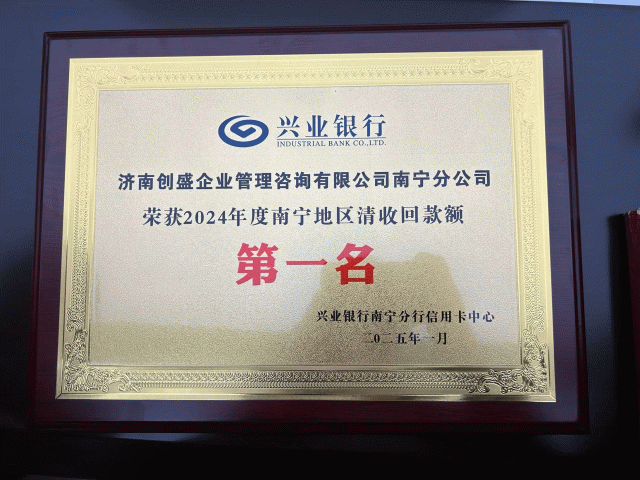 兴业银行
INDUSTRIAL BANK CO.,LTD.
济南创盛企业管理咨询有限公司南宁分公司
荣获2024年度南宁地区清收回款额
第一名
兴业银行南宁分行信用卡中心
二0二五年一月